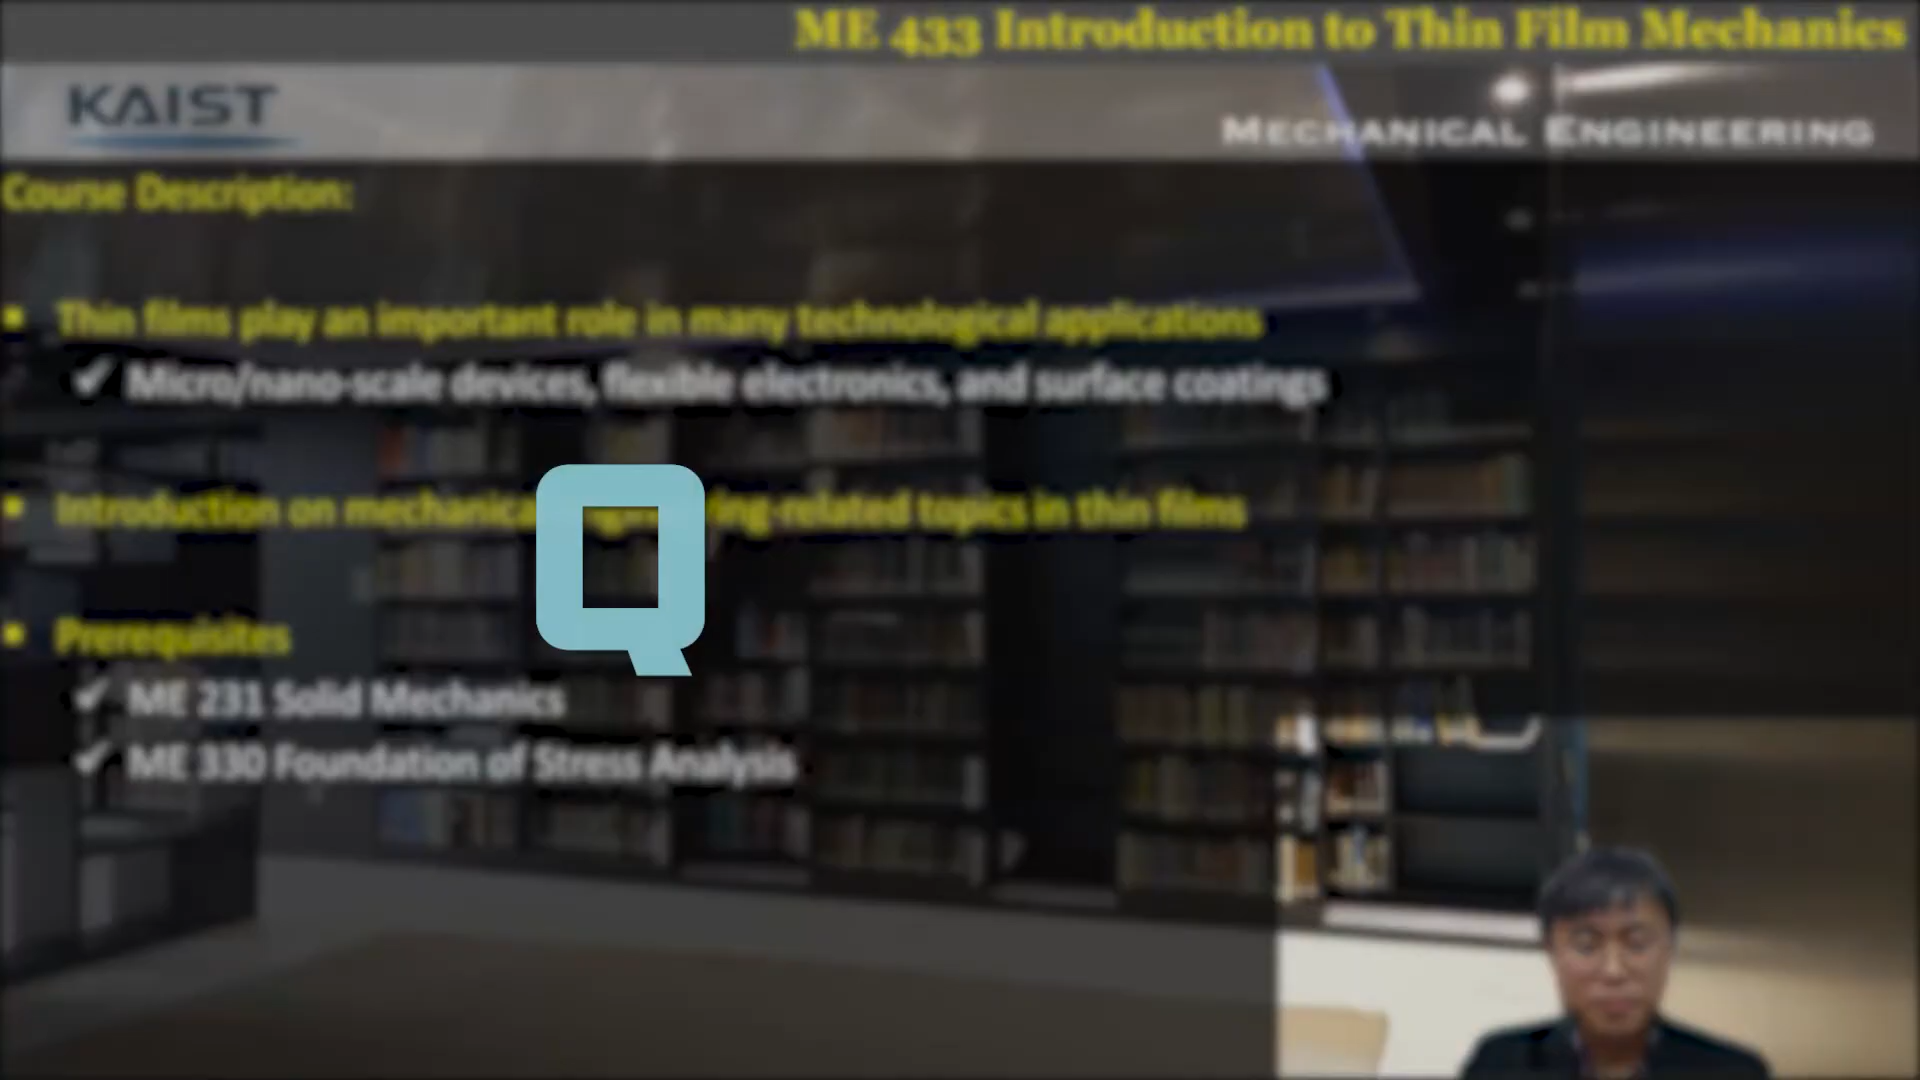 ME 433 Introduction to Thin Film Mechanics
KAIST
MECHANICAL ENGINEERING
Course Description:
Thin films play an important role in many technological applications
✓ Micro/nano-scale devices, flexible electronics, and surface coatings
Q
Introduction on mechanical engineering-related topics in thin films
Prerequisites
✓ ME 231 Solid Mechanics
✓ ME 330 Foundation of Stress Analysis